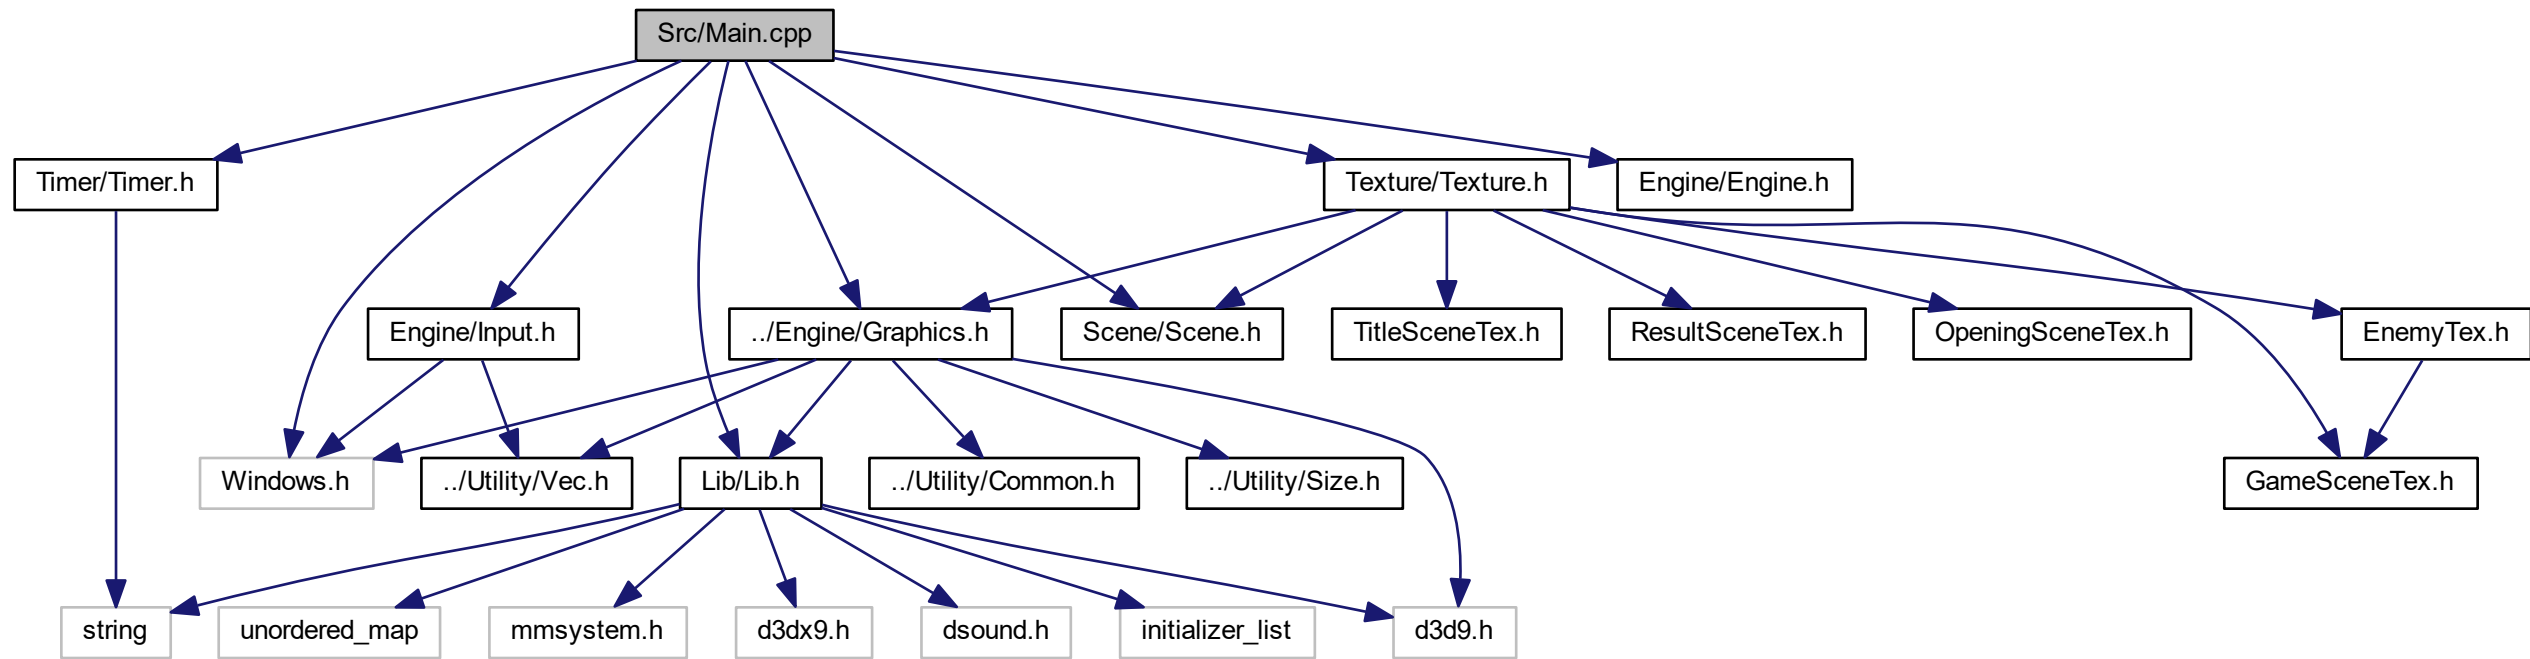 Src/Main.cpp
Timer/Timer.h
Texture/Texture.h
Engine/Engine.h
Engine/Input.h
../Engine/Graphics.h
Scene/Scene.h
TitleSceneTex.h
ResultSceneTex.h
OpeningSceneTex.h
EnemyTex.h
Windows.h
../Utility/Vec.h
Lib/Lib.h
../Utility/Common.h
../Utility/Size.h
GameSceneTex.h
string
unordered_map
mmsystem.h
d3dx9.h
dsound.h
initializer_list
d3d9.h